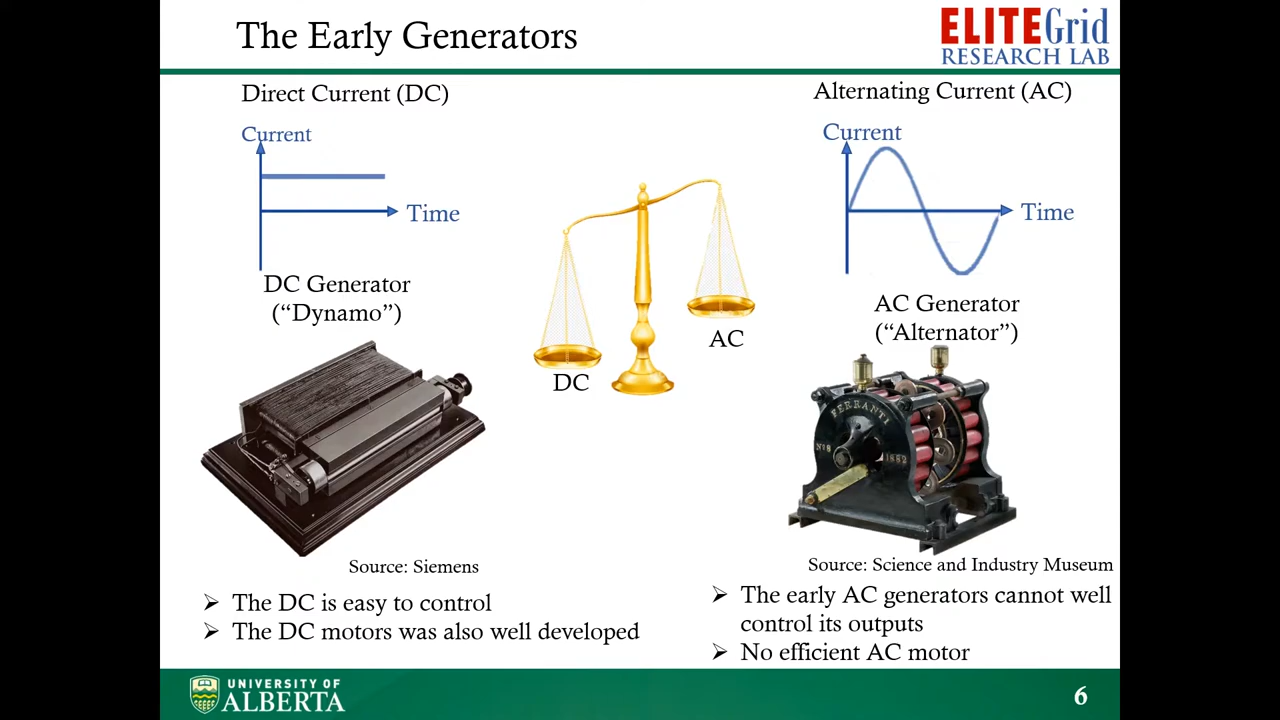 The Early Generators
ELITEGrid
RESEARCH LAB
Direct Current (DC)
Current
Time
DC Generator
(“Dynamo”)
Source: Siemens
➢ The DC is easy to control
➢ The DC motors was also well developed
DC
AC
Alternating Current (AC)
Current
Time
AC Generator
(“Alternator”)
FERRANTI
Nº8 1882
Source: Science and Industry Museum
➢ The early AC generators cannot well
control its outputs
➢ No efficient AC motor
UNIVERSITY OF
ALBERTA
6